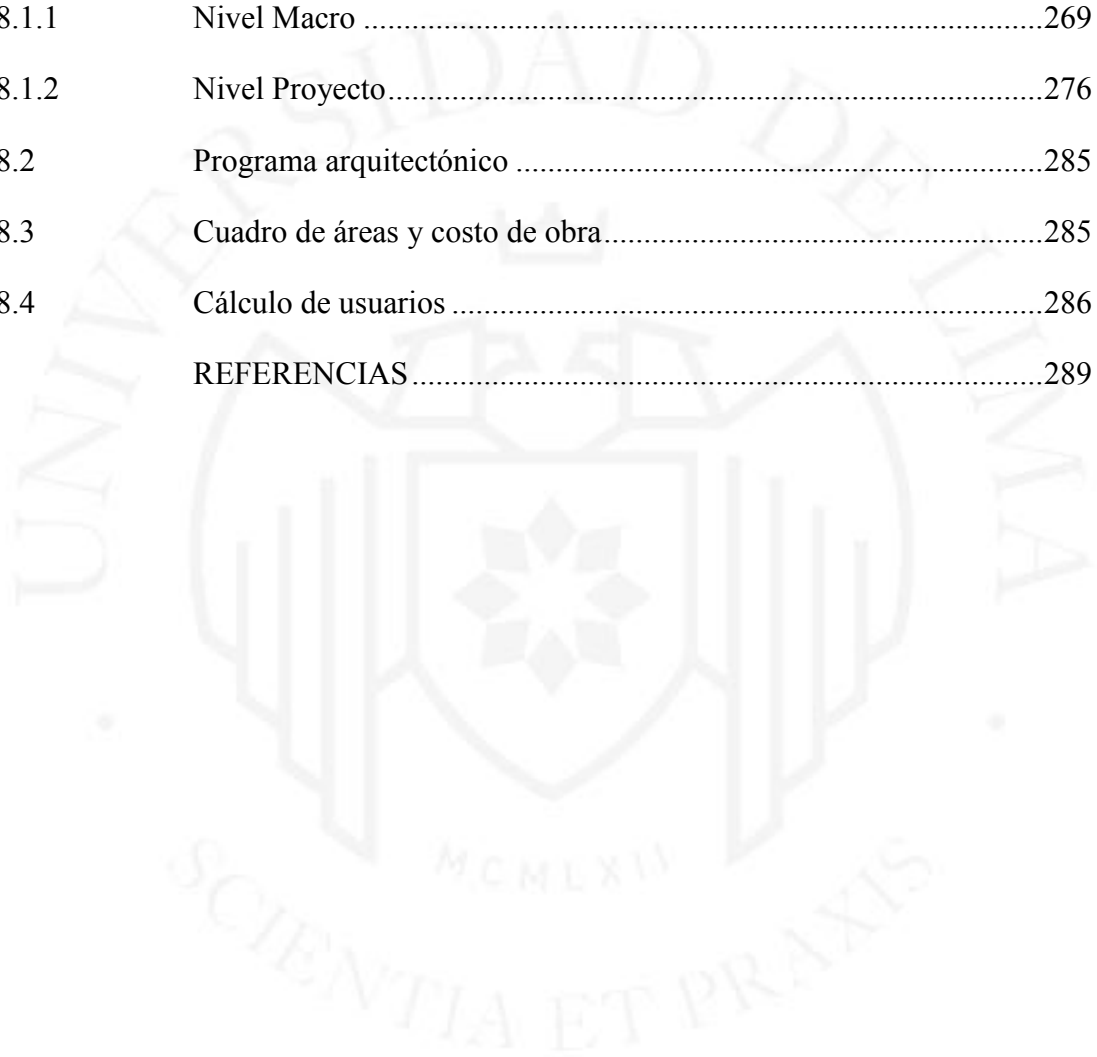 8.1.1 Nivel Macro ....................................................................................269
8.1.2 Nivel Proyecto.................................................................................276
8.2 Programa arquitectónico .................................................................285
8.3 Cuadro de áreas y costo de obra......................................................285
8.4 Cálculo de usuarios .........................................................................286
REFERENCIAS..............................................................................289
UNIVERSIDAD DE LIMA
MCMLXII
SCIENTIA ET PRAXIS